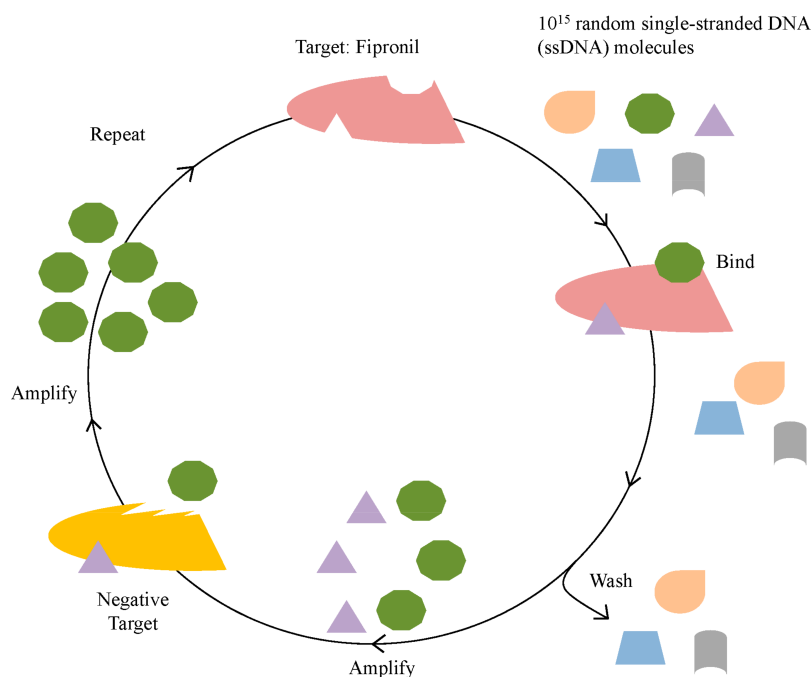 Target: Fipronil
10¹⁵ random single-stranded DNA
(ssDNA) molecules
Repeat
Bind
Amplify
Wash
Negative
Target
Amplify